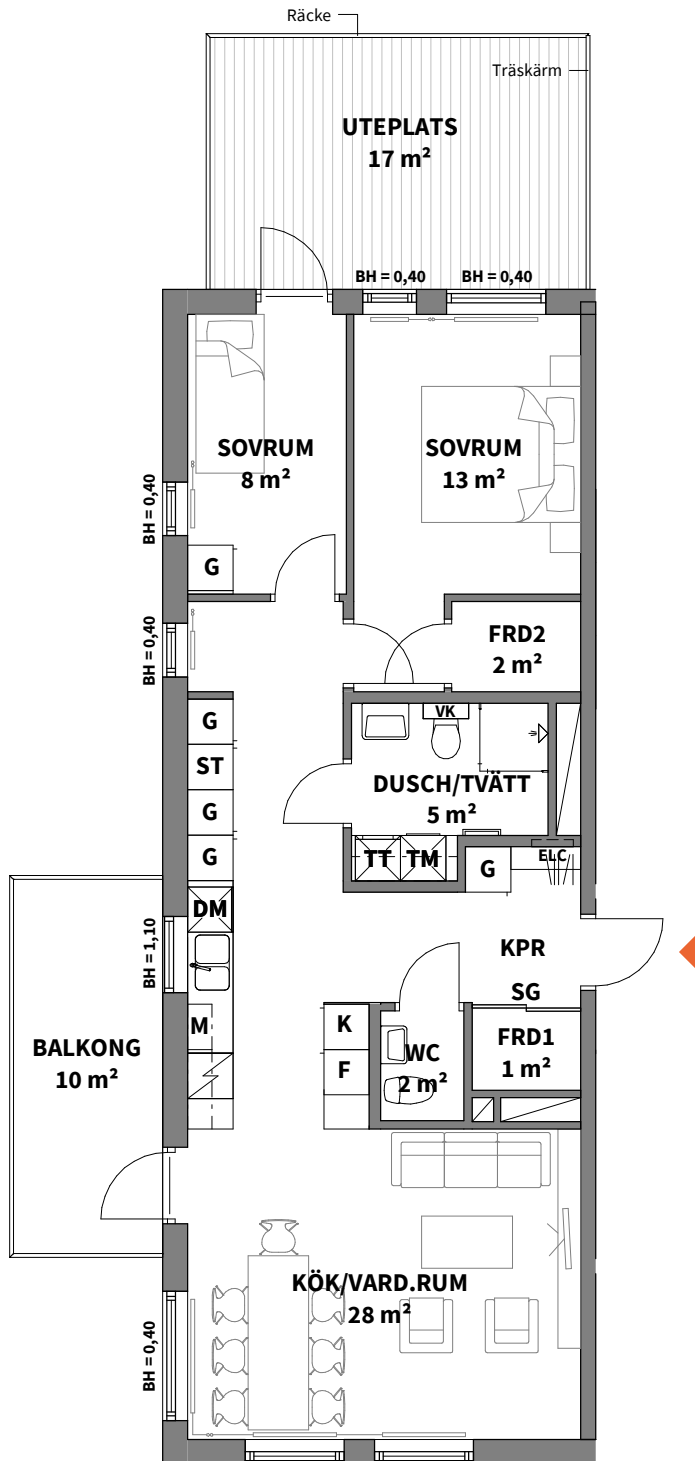 Räcke
Träskärm
UTEPLATS
17 m²
BH = 0,40
BH = 0,40
SOVRUM
8 m²
SOVRUM
13 m²
BH = 0,40
G
BH = 0,40
FRD2
2 m²
G
ST
G
G
VK
DUSCH/TVÄTT
5 m²
TT
TM
G
ELC
DM
BH = 1,10
KPR
SG
M
K
F
WC
2 m²
FRD1
1 m²
BALKONG
10 m²
KÖK/VARD.RUM
28 m²
BH = 0,40